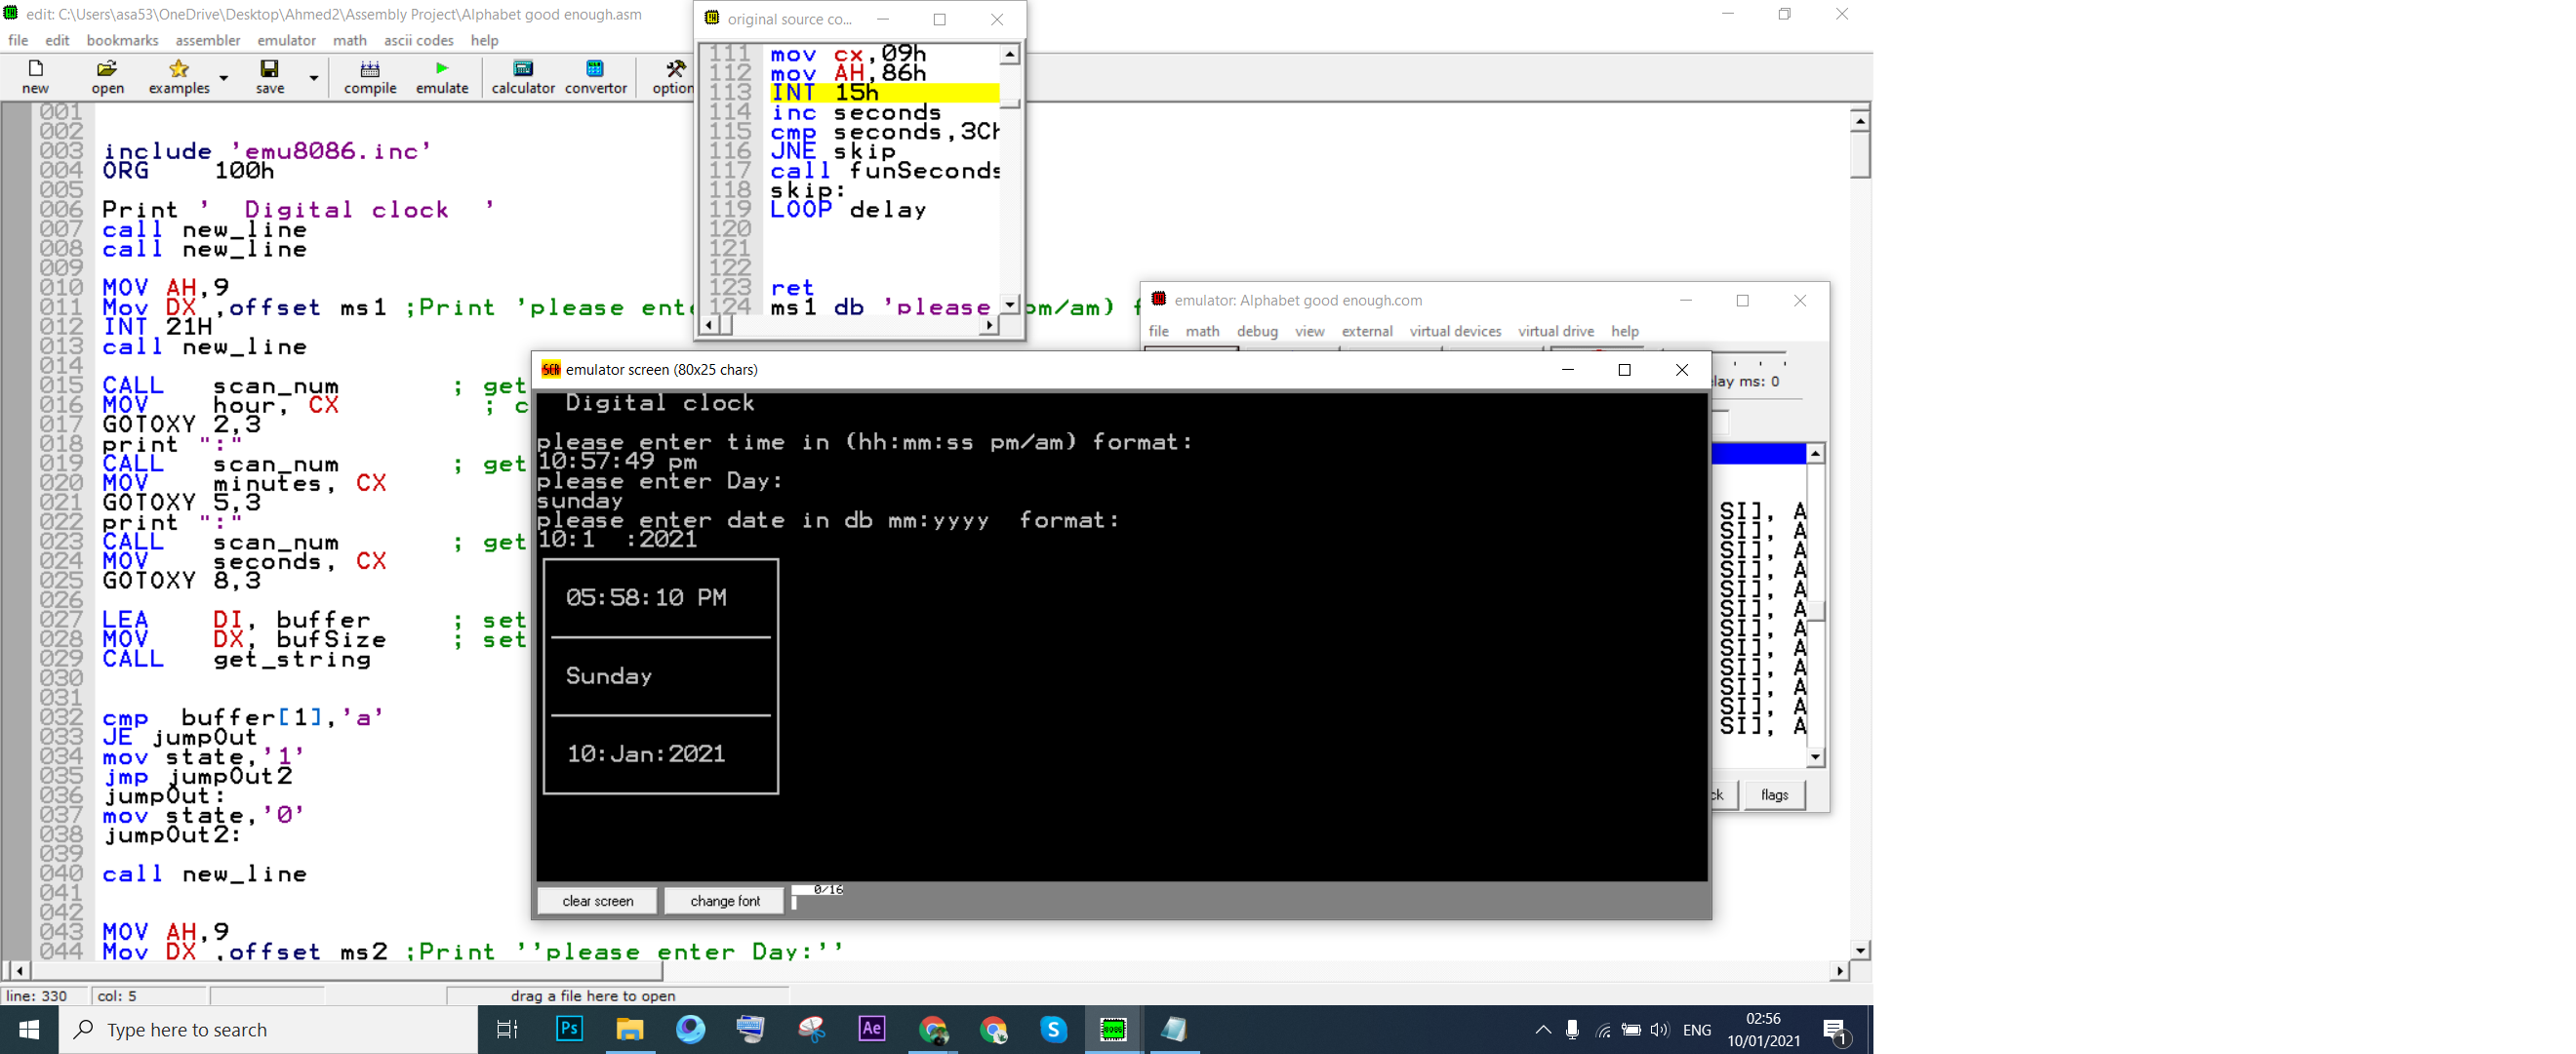 edit: C:\Users\asa53\OneDrive\Desktop\Ahmed2\Assembly Project\Alphabet good enough.asm
file edit bookmarks assembler emulator math ascii codes help
new open examples save compile emulate calculator convertor option
001
002
003 include 'emu8086.inc'
004 ORG 100h
005
006 Print '  Digital clock  '
007 call new_line
008 call new_line
009
010 MOV AH,9
011 Mov DX ,offset ms1 ;Print 'please ente
012 INT 21H
013 call new_line
014
015 CALL scan_num ; get
016 MOV hour, CX ; c
017 GOTOXY 2,3
018 print ":"
019 CALL scan_num ; get
020 MOV minutes, CX
021 GOTOXY 5,3
022 print ":"
023 CALL scan_num ; get
024 MOV seconds, CX
025 GOTOXY 8,3
026
027 LEA DI, buffer ; set
028 MOV DX, bufSize ; set
029 CALL get_string
030
031
032 cmp buffer[1],'a'
033 JE jumpOut
034 mov state,'1'
035 jmp jumpOut2
036 jumpOut:
037 mov state,'0'
038 jumpOut2:
039
040 call new_line
041
042
043 MOV AH,9
044 Mov DX ,offset ms2 ;Print ''please enter Day:''
line: 330 col: 5 drag a file here to open
original source co...
111 mov cx,09h
112 mov AH,86h
113 INT 15h
114 inc seconds
115 cmp seconds,3Ch
116 JNE skip
117 call funSeconds
118 skip:
119 LOOP delay
120
121
122
123 ret
124 ms1 db 'please
pm/am) f
emulator: Alphabet good enough.com
file math debug view external virtual devices virtual drive help
lay ms: 0
SI], A
SI], A
SI], A
SI], A
SI], A
SI], A
SI], A
SI], A
SI], A
SI], A
SI], A
SI], A
ck flags
emulator screen (80x25 chars)
Digital clock
please enter time in (hh:mm:ss pm/am) format:
10:57:49 pm
please enter Day:
sunday
please enter date in db mm:yyyy  format:
10:1  :2021
05:58:10 PM
Sunday
10:Jan:2021
clear screen change font 0/16
Type here to search
Ps
Ae
S
ENG
02:56
10/01/2021
1